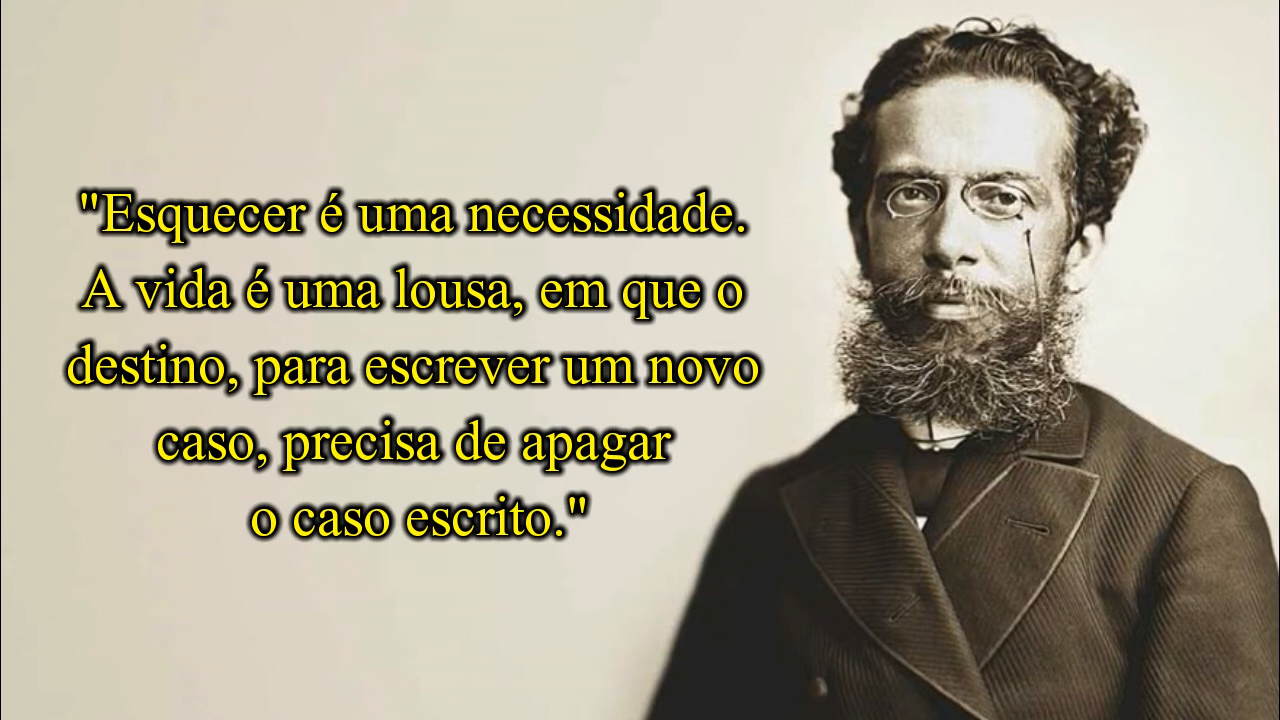 "Esquecer é uma necessidade.
A vida é uma lousa, em que o
destino, para escrever um novo
caso, precisa de apagar
o caso escrito."